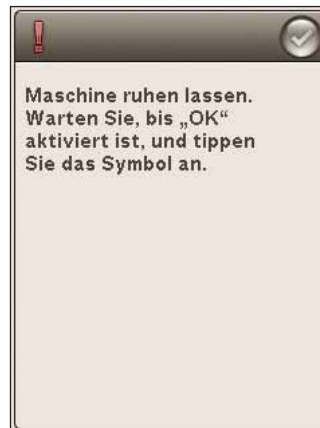 Maschine ruhen lassen.
Warten Sie, bis „OK“
aktiviert ist, und tippen
Sie das Symbol an.